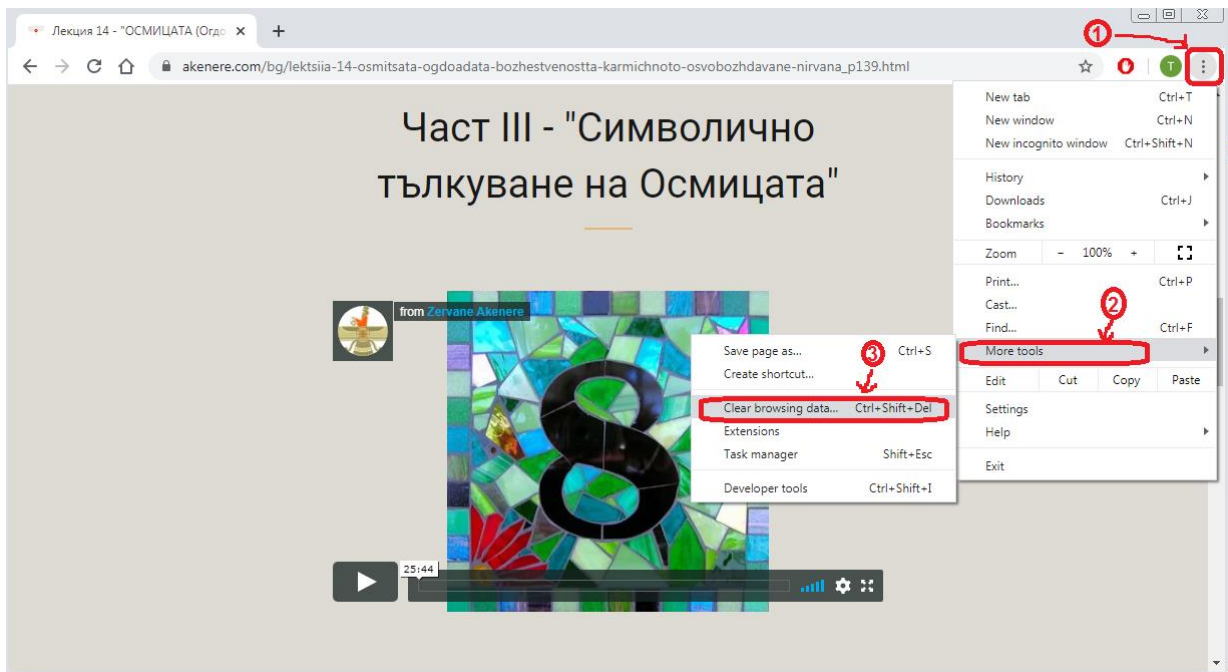 Лекция 14 - "ОСМИЦАТА (Огдо
akenere.com/bg/lektsiia-14-osmitsata-ogdoadata-bozhestvenostta-karmichnoto-osvobozhdavane-nirvana_p139.html
T
1
Част III - "Символично
тълкуване на Осмицата"
from Zervane Akenere
8
25:44
New tab Ctrl+T
New window Ctrl+N
New incognito window Ctrl+Shift+N
History
Downloads Ctrl+J
Bookmarks
Zoom - 100% +
Print... Ctrl+P
Cast...
2
Find... Ctrl+F
More tools
Edit Cut Copy Paste
Settings
Help
Exit
Save page as... Ctrl+S
3
Create shortcut...
Clear browsing data... Ctrl+Shift+Del
Extensions
Task manager Shift+Esc
Developer tools Ctrl+Shift+I